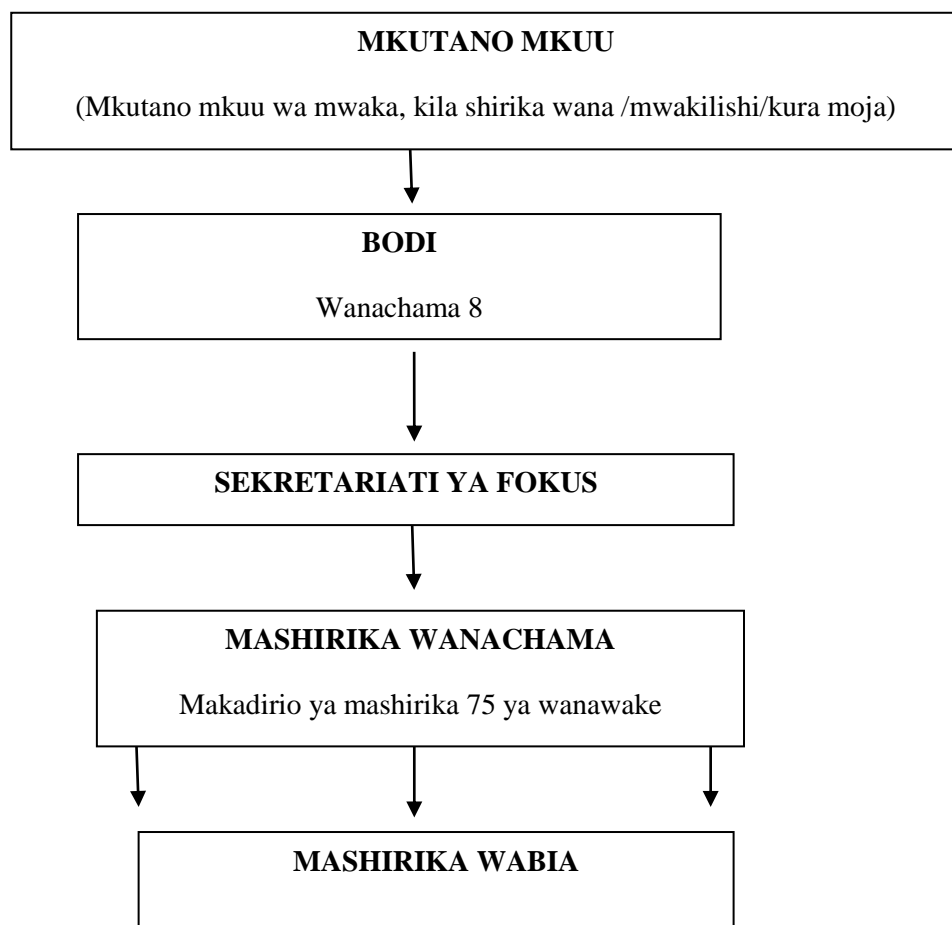 MKUTANO MKUU
(Mkutano mkuu wa mwaka, kila shirika wana /mwakilishi/kura moja)
BODI
Wanachama 8
SEKRETARIATI YA FOKUS
MASHIRIKA WANACHAMA
Makadirio ya mashirika 75 ya wanawake
MASHIRIKA WABIA